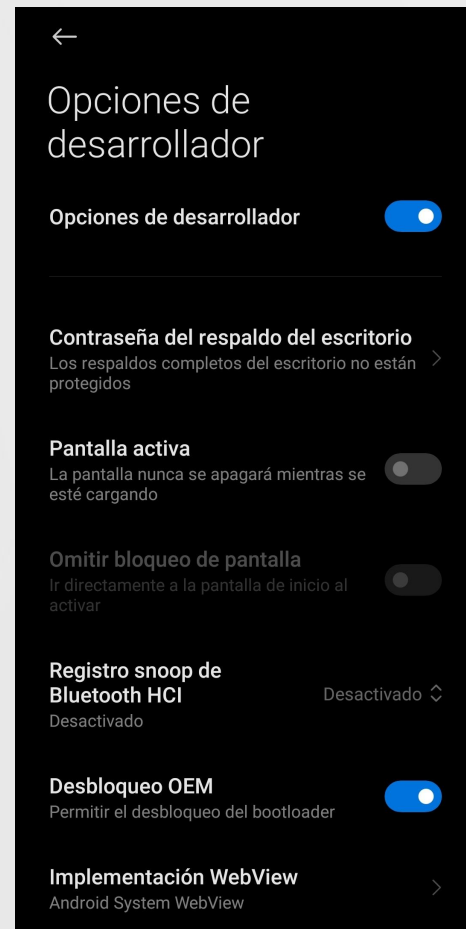 Opciones de
desarrollador
Opciones de desarrollador
Contraseña del respaldo del escritorio
Los respaldos completos del escritorio no están
protegidos
Pantalla activa
La pantalla nunca se apagará mientras se
esté cargando
Omitir bloqueo de pantalla
Ir directamente a la pantalla de inicio al
activar
Registro snoop de
Bluetooth HCI
Desactivado
Desactivado
Desbloqueo OEM
Permitir el desbloqueo del bootloader
Implementación WebView
Android System WebView